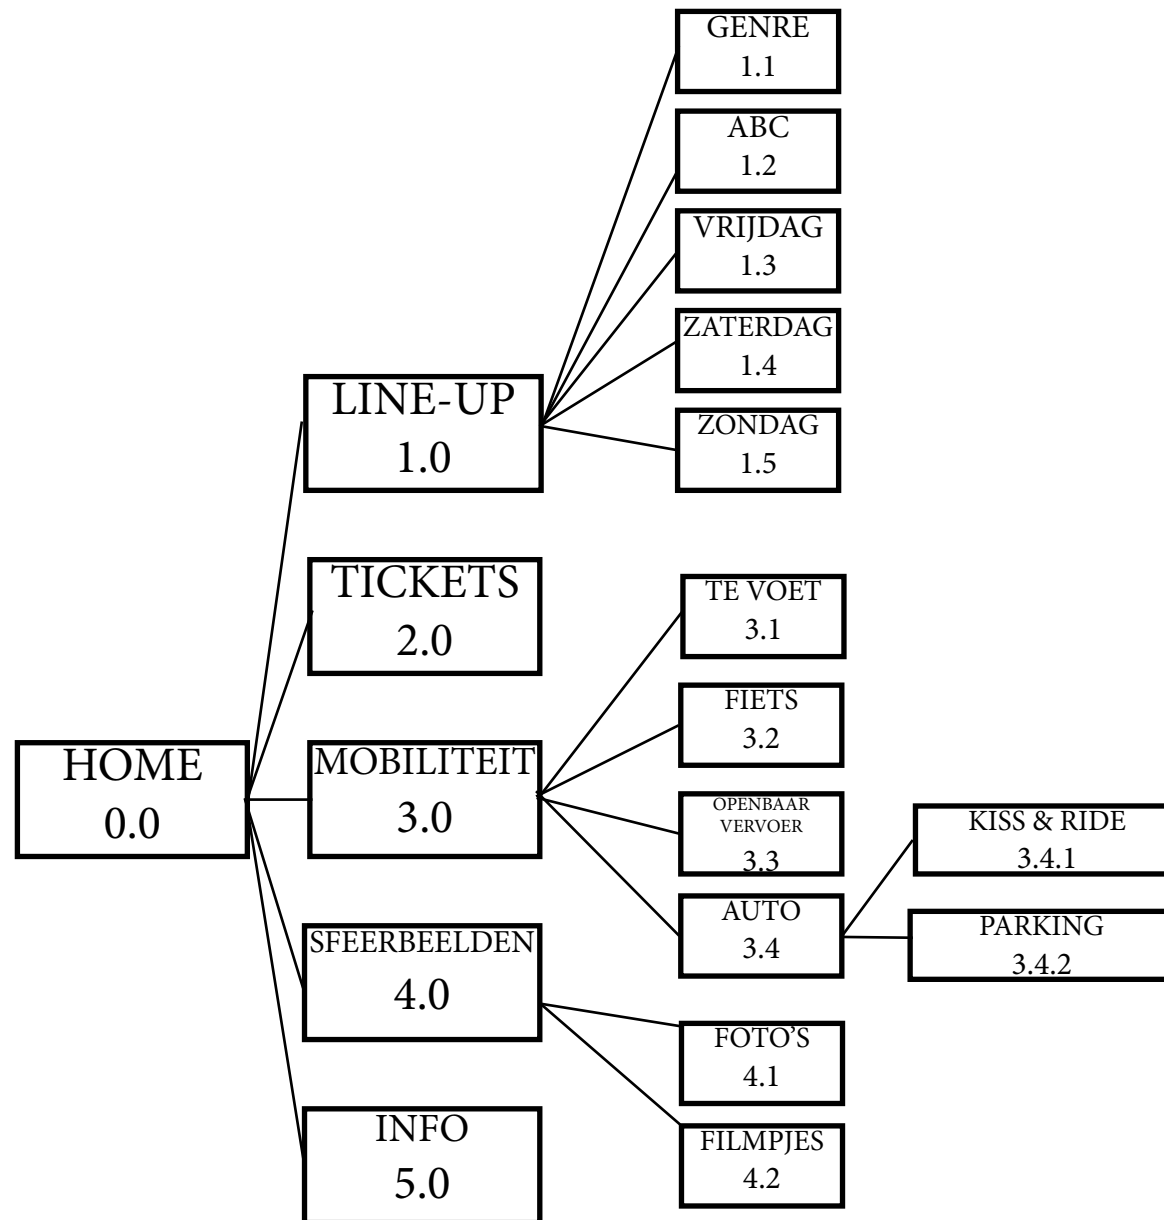 HOME
0.0
LINE-UP
1.0
GENRE
1.1
ABC
1.2
VRIJDAG
1.3
ZATERDAG
1.4
ZONDAG
1.5
TICKETS
2.0
MOBILITEIT
3.0
TE VOET
3.1
FIETS
3.2
OPENBAAR
VERVOER
3.3
AUTO
3.4
KISS & RIDE
3.4.1
PARKING
3.4.2
SFEERBEELDEN
4.0
FOTO’S
4.1
FILMPJES
4.2
INFO
5.0